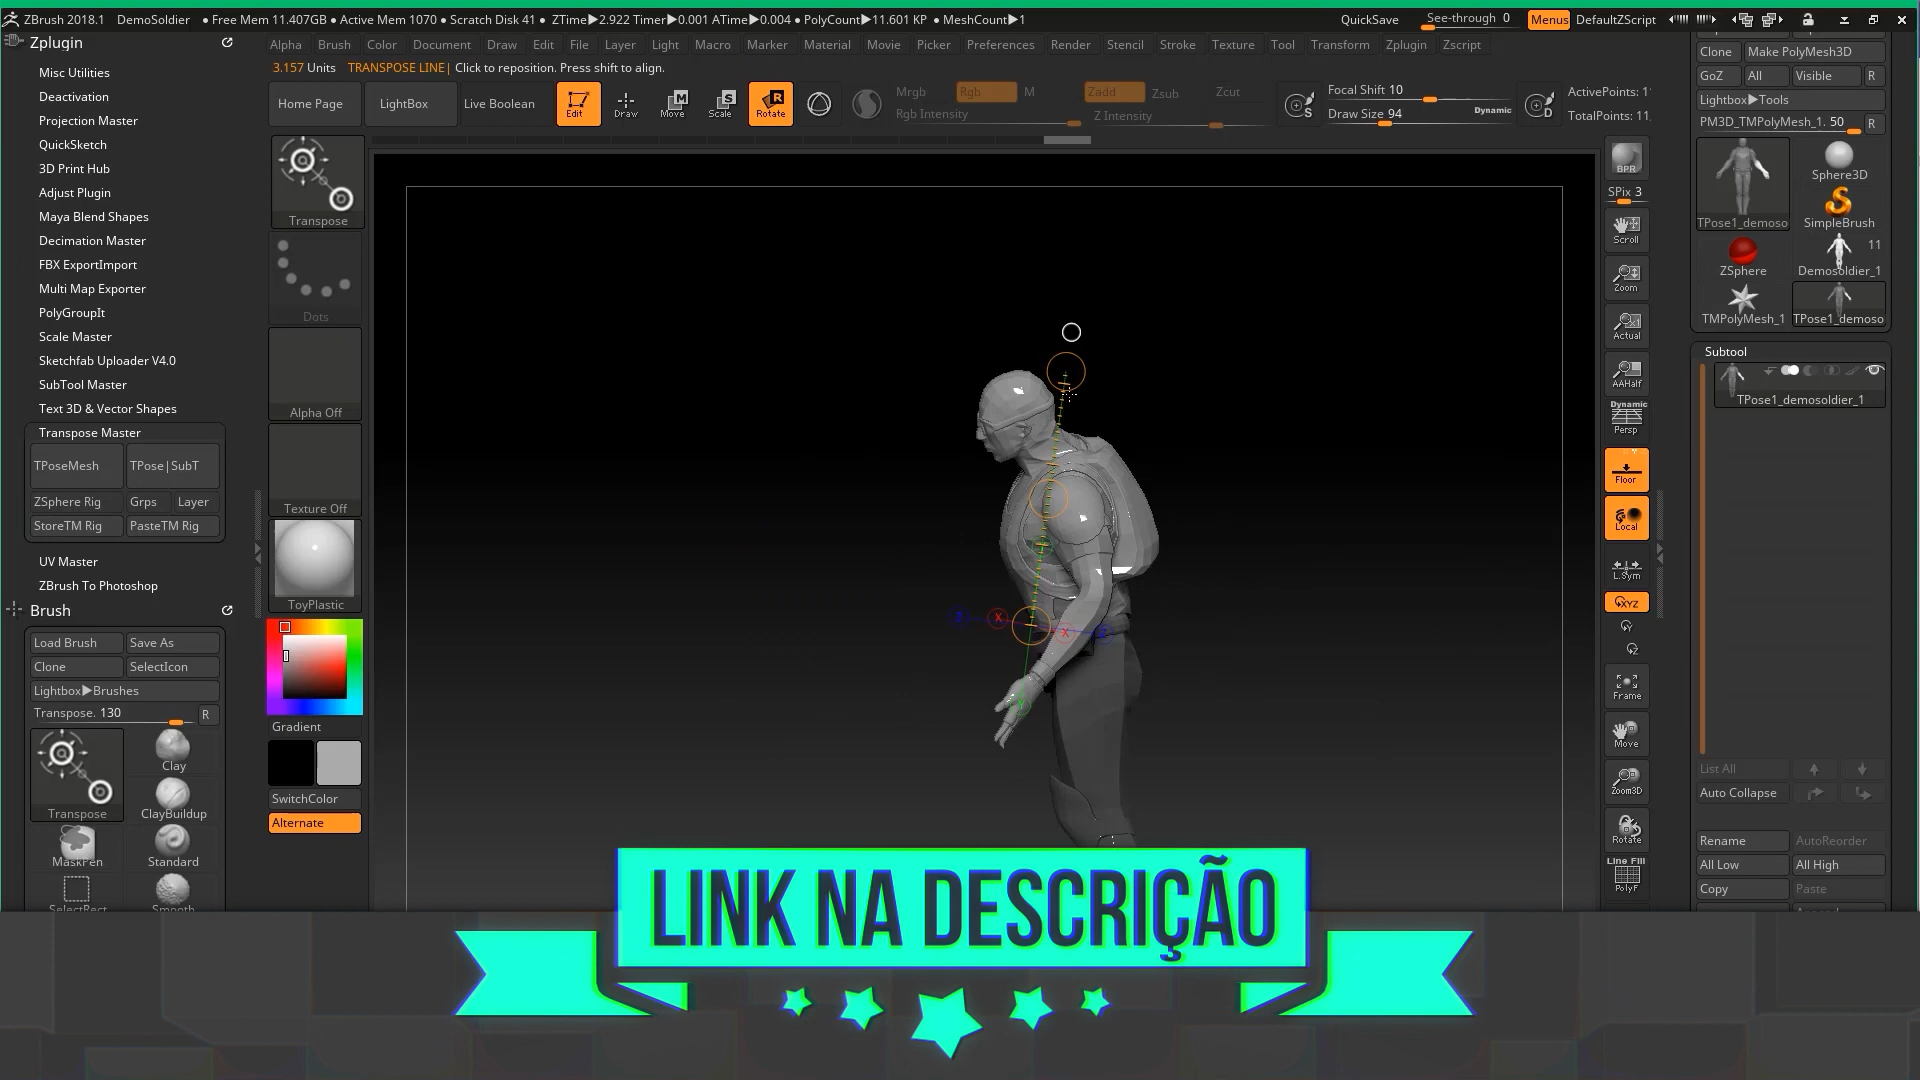 ZBrush 2018.1 DemoSoldier • Free Mem 11.407GB • Active Mem 1070 • Scratch Disk 41 • ZTime▶2.922 Timer▶0.001 ATime▶0.004 • PolyCount▶11.601 KP • MeshCount▶1 QuickSave See-through 0 Menus DefaultZScript
Zplugin
Alpha Brush Color Document Draw Edit File Layer Light Macro Marker Material Movie Picker Preferences Render Stencil Stroke Texture Tool Transform Zplugin Zscript
3.157 Units TRANSPOSE LINE| Click to reposition. Press shift to align.
Home Page LightBox Live Boolean Edit Draw Move Scale Rotate
Mrgb Rgb M Zadd Zsub Zcut
Rgb Intensity Z Intensity
Focal Shift 10
Draw Size 94 Dynamic
S D
ActivePoints: 1
TotalPoints: 11,
Misc Utilities
Deactivation
Projection Master
QuickSketch
3D Print Hub
Adjust Plugin
Maya Blend Shapes
Decimation Master
FBX ExportImport
Multi Map Exporter
PolyGroupIt
Scale Master
Sketchfab Uploader V4.0
SubTool Master
Text 3D & Vector Shapes
Transpose Master
TPoseMesh TPose|SubT
ZSphere Rig Grps Layer
StoreTM Rig PasteTM Rig
UV Master
ZBrush To Photoshop
Brush
Load Brush Save As
Clone SelectIcon
Lightbox▶Brushes
Transpose. 130 R
Transpose Clay
ClayBuildup
MaskPen Standard
SelectRect Smooth
Transpose
Dots
Alpha Off
Texture Off
ToyPlastic
Gradient
SwitchColor
Alternate
Z X X Z
Y
BPR
SPix 3
Scroll
Zoom
Actual
AAHalf
Dynamic
Persp
Floor
Local
L.Sym
XYZ
Y
Z
Frame
Move
Zoom3D
Rotate
Line Fill
PolyF
Clone Make PolyMesh3D
GoZ All Visible R
Lightbox▶Tools
PM3D_TMPolyMesh_1. 50 R
TPose1_demoso Sphere3D
SimpleBrush
ZSphere 11 Demosoldier_1
TMPolyMesh_1 TPose1_demoso
Subtool
TPose1_demosoldier_1
List All
Auto Collapse
Rename AutoReorder
All Low All High
Copy Paste
LINK NA DESCRIÇÃO